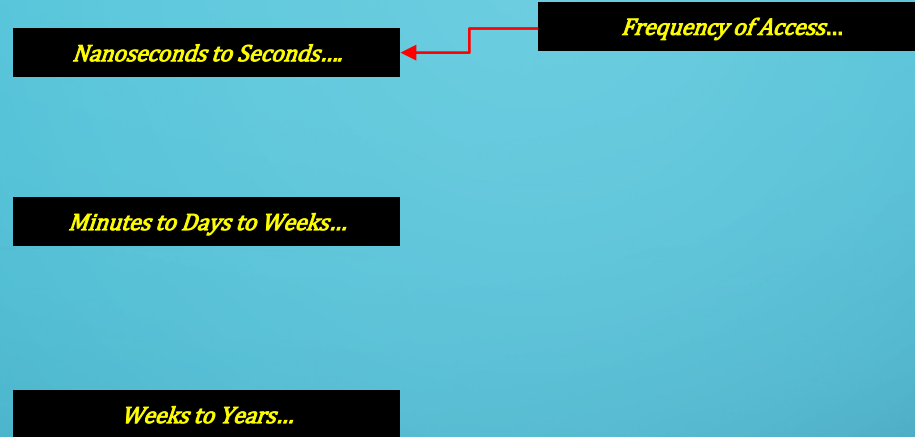 Frequency of Access...
Nanoseconds to Seconds....
Minutes to Days to Weeks...
Weeks to Years...